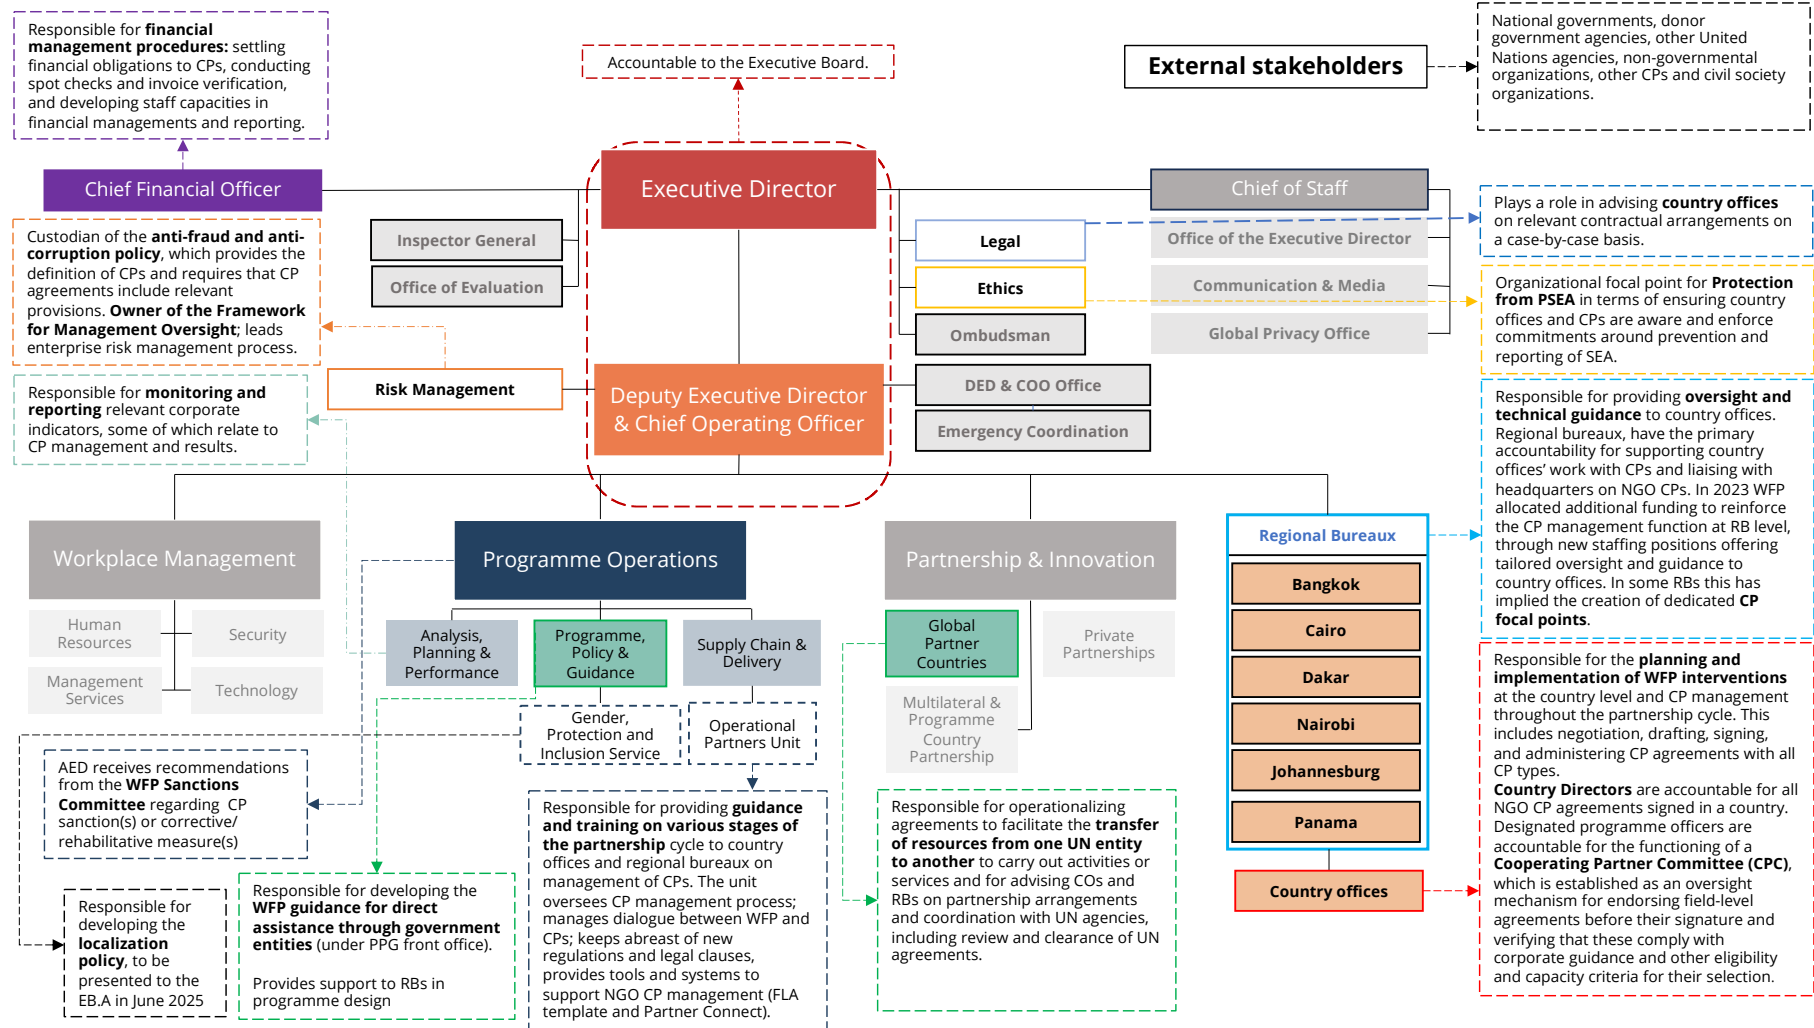 Responsible for financial
management procedures: settling
financial obligations to CPs, conducting
spot checks and invoice verification,
and developing staff capacities in
financial managements and reporting.
Accountable to the Executive Board.
External stakeholders
National governments, donor
government agencies, other United
Nations agencies, non-governmental
organizations, other CPs and civil society
organizations.
Chief Financial Officer
Executive Director
Chief of Staff
Custodian of the anti-fraud and anti-
corruption policy, which provides the
definition of CPs and requires that CP
agreements include relevant
provisions. Owner of the Framework
for Management Oversight; leads
enterprise risk management process.
Inspector General
Office of Evaluation
Legal
Ethics
Ombudsman
Office of the Executive Director
Communication & Media
Global Privacy Office
Plays a role in advising country offices
on relevant contractual arrangements on
a case-by-case basis.
Organizational focal point for Protection
from PSEA in terms of ensuring country
offices and CPs are aware and enforce
commitments around prevention and
reporting of SEA.
Responsible for monitoring and
reporting relevant corporate
indicators, some of which relate to
CP management and results.
Risk Management
Deputy Executive Director
& Chief Operating Officer
DED & COO Office
Emergency Coordination
Responsible for providing oversight and
technical guidance to country offices.
Regional bureaux, have the primary
accountability for supporting country
offices' work with CPs and liaising with
headquarters on NGO CPs. In 2023 WFP
allocated additional funding to reinforce
the CP management function at RB level,
through new staffing positions offering
tailored oversight and guidance to
country offices. In some RBs this has
implied the creation of dedicated CP
focal points.
Workplace Management
Programme Operations
Partnership & Innovation
Regional Bureaux
Bangkok
Cairo
Dakar
Nairobi
Johannesburg
Panama
Country offices
Human
Resources
Security
Management
Services
Technology
Analysis,
Planning &
Performance
Programme,
Policy &
Guidance
Supply Chain &
Delivery
Global
Partner
Countries
Private
Partnerships
Multilateral &
Programme
Country
Partnership
Gender,
Protection and
Inclusion Service
Operational
Partners Unit
Responsible for the planning and
implementation of WFP interventions
at the country level and CP management
throughout the partnership cycle. This
includes negotiation, drafting, signing,
and administering CP agreements with all
CP types.
Country Directors are accountable for all
NGO CP agreements signed in a country.
Designated programme officers are
accountable for the functioning of a
Cooperating Partner Committee (CPC),
which is established as an oversight
mechanism for endorsing field-level
agreements before their signature and
verifying that these comply with
corporate guidance and other eligibility
and capacity criteria for their selection.
AED receives recommendations
from the WFP Sanctions
Committee regarding CP
sanction(s) or corrective/
rehabilitative measure(s)
Responsible for
developing the
localization
policy, to be
presented to the
EB.A in June 2025
Responsible for developing the
WFP guidance for direct
assistance through government
entities (under PPG front office).
Provides support to RBs in
programme design
Responsible for providing guidance
and training on various stages of
the partnership cycle to country
offices and regional bureaux on
management of CPs. The unit
oversees CP management process;
manages dialogue between WFP and
CPs; keeps abreast of new
regulations and legal clauses,
provides tools and systems to
support NGO CP management (FLA
template and Partner Connect).
Responsible for operationalizing
agreements to facilitate the transfer
of resources from one UN entity
to another to carry out activities or
services and for advising COs and
RBs on partnership arrangements
and coordination with UN agencies,
including review and clearance of UN
agreements.